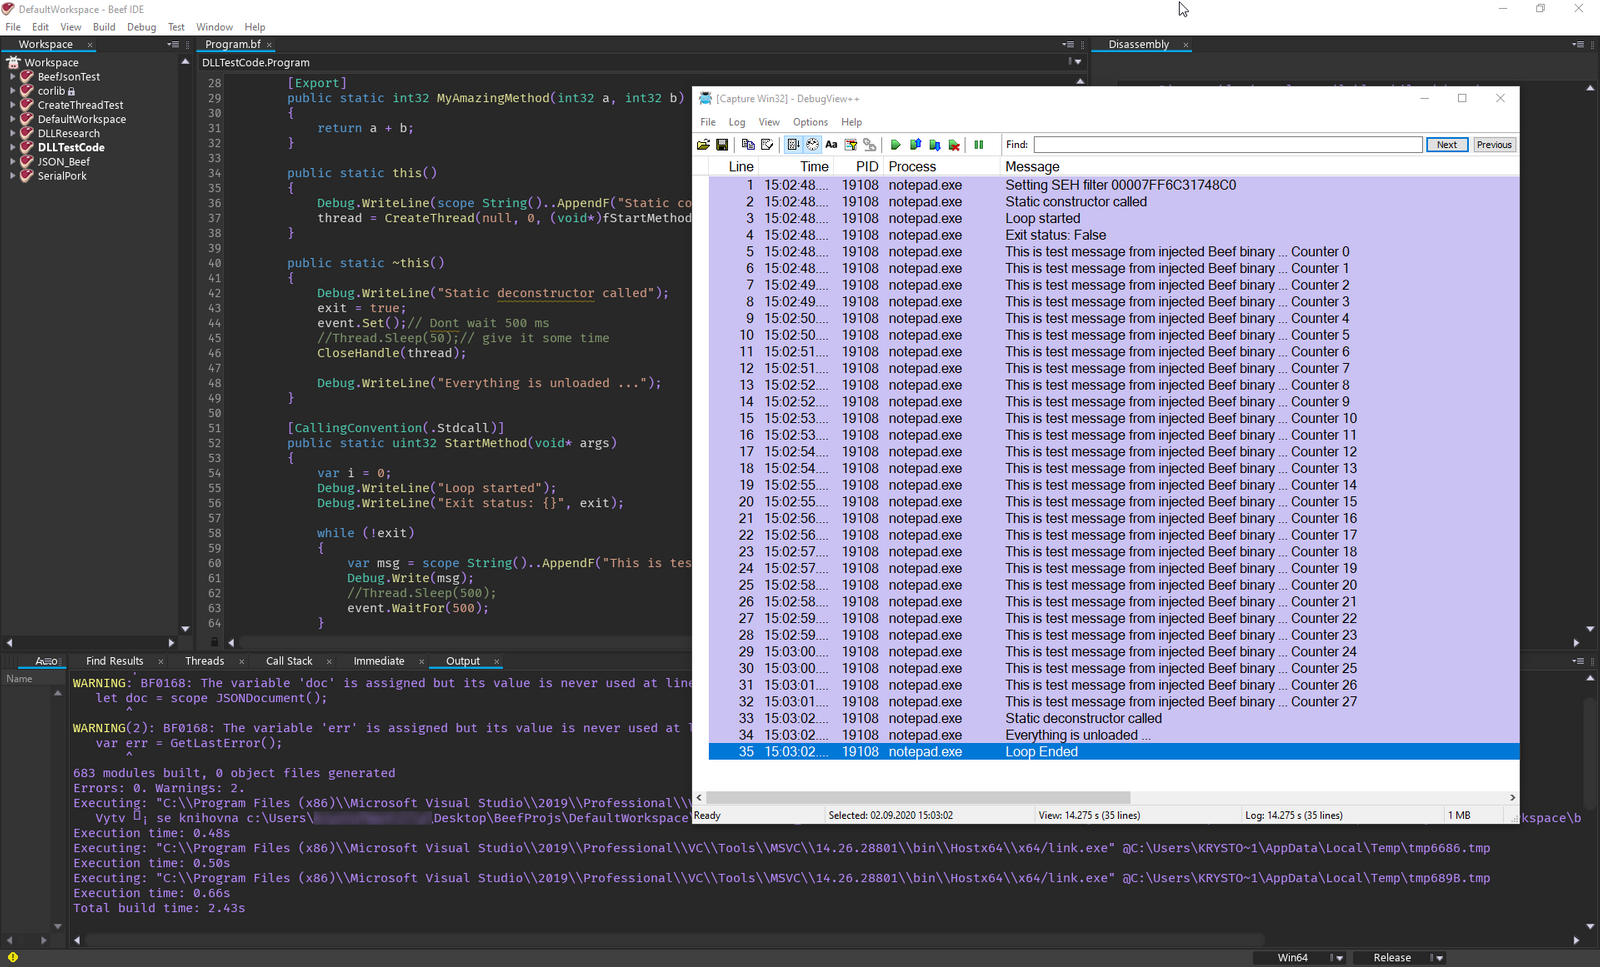 DefaultWorkspace - Beef IDE
File Edit View Build Debug Test Window Help
Workspace
Workspace
BeefJsonTest
corlib
CreateThreadTest
DefaultWorkspace
DLLResearch
DLLTestCode
JSON_Beef
SerialPork
Program.bf
DLLTestCode.Program
28 [Export]
29 public static int32 MyAmazingMethod(int32 a, int32 b)
30 {
31 return a + b;
32 }
33
34 public static this()
35 {
36 Debug.WriteLine(scope String()..AppendF("Static co
37 thread = CreateThread(null, 0, (void*)fStartMethod
38 }
39
40 public static ~this()
41 {
42 Debug.WriteLine("Static deconstructor called");
43 exit = true;
44 event.Set();// Dont wait 500 ms
45 //Thread.Sleep(50);// give it some time
46 CloseHandle(thread);
47
48 Debug.WriteLine("Everything is unloaded ...");
49 }
50
51 [CallingConvention(.Stdcall)]
52 public static uint32 StartMethod(void* args)
53 {
54 var i = 0;
55 Debug.WriteLine("Loop started");
56 Debug.WriteLine("Exit status: {}", exit);
57
58 while (!exit)
59 {
60 var msg = scope String()..AppendF("This is tes
61 Debug.Write(msg);
62 //Thread.Sleep(500);
63 event.WaitFor(500);
64 }
Disassembly
[Capture Win32] - DebugView++
File Log View Options Help
Aa
Find:
Next
Previous
Line Time PID Process Message
1 15:02:48.... 19108 notepad.exe Setting SEH filter 00007FF6C31748C0
2 15:02:48.... 19108 notepad.exe Static constructor called
3 15:02:48.... 19108 notepad.exe Loop started
4 15:02:48.... 19108 notepad.exe Exit status: False
5 15:02:48.... 19108 notepad.exe This is test message from injected Beef binary ... Counter 0
6 15:02:48.... 19108 notepad.exe This is test message from injected Beef binary ... Counter 1
7 15:02:49.... 19108 notepad.exe This is test message from injected Beef binary ... Counter 2
8 15:02:49.... 19108 notepad.exe This is test message from injected Beef binary ... Counter 3
9 15:02:50.... 19108 notepad.exe This is test message from injected Beef binary ... Counter 4
10 15:02:50.... 19108 notepad.exe This is test message from injected Beef binary ... Counter 5
11 15:02:51.... 19108 notepad.exe This is test message from injected Beef binary ... Counter 6
12 15:02:51.... 19108 notepad.exe This is test message from injected Beef binary ... Counter 7
13 15:02:52.... 19108 notepad.exe This is test message from injected Beef binary ... Counter 8
14 15:02:52.... 19108 notepad.exe This is test message from injected Beef binary ... Counter 9
15 15:02:53.... 19108 notepad.exe This is test message from injected Beef binary ... Counter 10
16 15:02:53.... 19108 notepad.exe This is test message from injected Beef binary ... Counter 11
17 15:02:54.... 19108 notepad.exe This is test message from injected Beef binary ... Counter 12
18 15:02:54.... 19108 notepad.exe This is test message from injected Beef binary ... Counter 13
19 15:02:55.... 19108 notepad.exe This is test message from injected Beef binary ... Counter 14
20 15:02:55.... 19108 notepad.exe This is test message from injected Beef binary ... Counter 15
21 15:02:56.... 19108 notepad.exe This is test message from injected Beef binary ... Counter 16
22 15:02:56.... 19108 notepad.exe This is test message from injected Beef binary ... Counter 17
23 15:02:57.... 19108 notepad.exe This is test message from injected Beef binary ... Counter 18
24 15:02:57.... 19108 notepad.exe This is test message from injected Beef binary ... Counter 19
25 15:02:58.... 19108 notepad.exe This is test message from injected Beef binary ... Counter 20
26 15:02:58.... 19108 notepad.exe This is test message from injected Beef binary ... Counter 21
27 15:02:59.... 19108 notepad.exe This is test message from injected Beef binary ... Counter 22
28 15:02:59.... 19108 notepad.exe This is test message from injected Beef binary ... Counter 23
29 15:03:00.... 19108 notepad.exe This is test message from injected Beef binary ... Counter 24
30 15:03:00.... 19108 notepad.exe This is test message from injected Beef binary ... Counter 25
31 15:03:01.... 19108 notepad.exe This is test message from injected Beef binary ... Counter 26
32 15:03:01.... 19108 notepad.exe This is test message from injected Beef binary ... Counter 27
33 15:03:02.... 19108 notepad.exe Static deconstructor called
34 15:03:02.... 19108 notepad.exe Everything is unloaded ...
35 15:03:02.... 19108 notepad.exe Loop Ended
Ready Selected: 02.09.2020 15:03:02 View: 14.275 s (35 lines) Log: 14.275 s (35 lines) 1 MB
Find Results Threads Call Stack Immediate Output
Name
WARNING: BF0168: The variable 'doc' is assigned but its value is never used at line
let doc = scope JSONDocument();
^
WARNING(2): BF0168: The variable 'err' is assigned but its value is never used at l
var err = GetLastError();
^
683 modules built, 0 object files generated
Errors: 0. Warnings: 2.
Executing: "C:\\Program Files (x86)\\Microsoft Visual Studio\\2019\\Professional\\V
Vytv ¡ se knihovna c:\Users\ \Desktop\BeefProjs\DefaultWorkspace kspace\b
Execution time: 0.48s
Executing: "C:\\Program Files (x86)\\Microsoft Visual Studio\\2019\\Professional\\VC\\Tools\\MSVC\\14.26.28801\\bin\\Hostx64\\x64/link.exe" @C:\Users\KRYSTO~1\AppData\Local\Temp\tmp6686.tmp
Execution time: 0.50s
Executing: "C:\\Program Files (x86)\\Microsoft Visual Studio\\2019\\Professional\\VC\\Tools\\MSVC\\14.26.28801\\bin\\Hostx64\\x64/link.exe" @C:\Users\KRYSTO~1\AppData\Local\Temp\tmp689B.tmp
Execution time: 0.66s
Total build time: 2.43s
Win64 Release